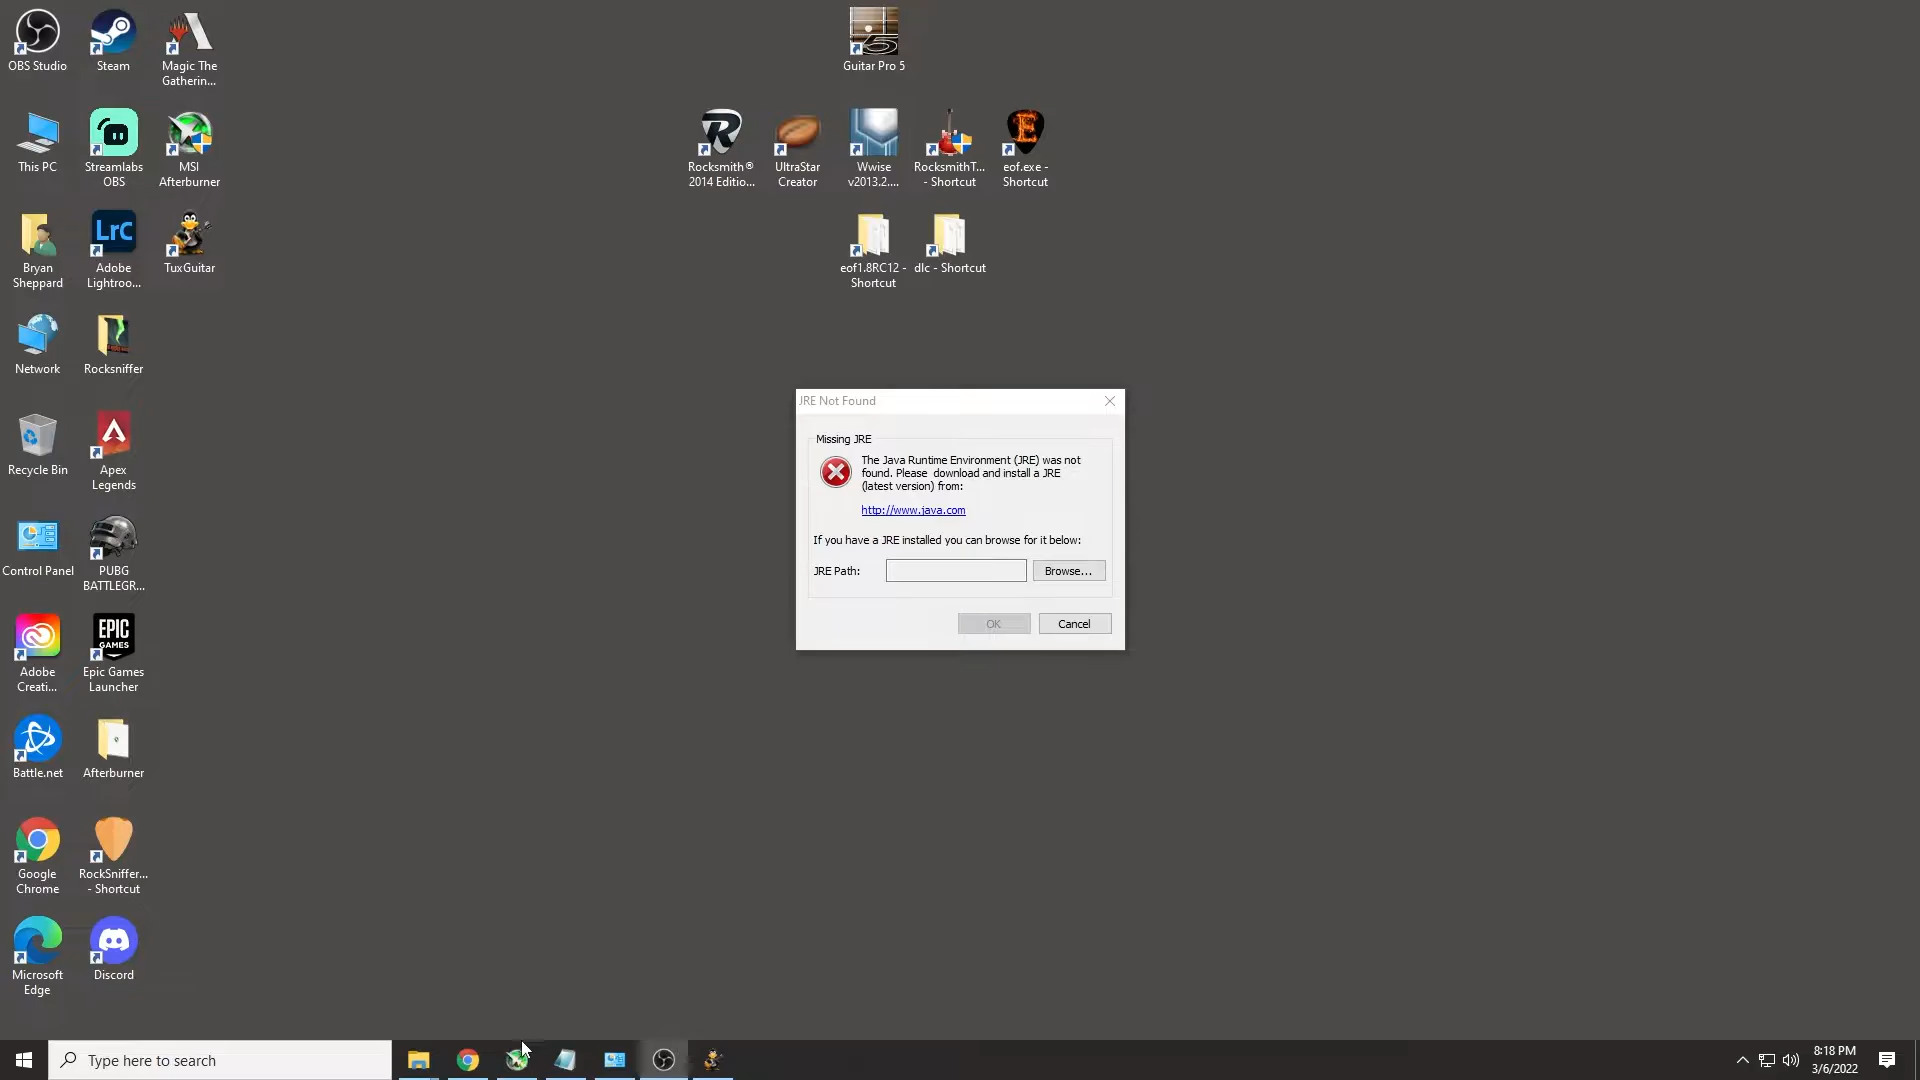 OBS Studio
Steam
Magic The
Gatherin...
Guitar Pro 5
This PC
Streamlabs
OBS
MSI
Afterburner
Rocksmith®
2014 Editio...
UltraStar
Creator
Wwise
v2013.2....
RocksmithT...
- Shortcut
eof.exe -
Shortcut
Bryan
Sheppard
LrC
Adobe
Lightroo...
TuxGuitar
eof1.8RC12 -
Shortcut
dlc - Shortcut
Network
Rocksniffer
Recycle Bin
Apex
Legends
JRE Not Found
Missing JRE
The Java Runtime Environment (JRE) was not
found. Please  download and install a JRE
(latest version) from:
http://www.java.com
If you have a JRE installed you can browse for it below:
JRE Path:
Browse...
OK
Cancel
Control Panel
PUBG
BATTLEGR...
Adobe
Creati...
EPIC
GAMES
Epic Games
Launcher
Battle.net
Afterburner
Google
Chrome
RockSniffer...
- Shortcut
Microsoft
Edge
Discord
Type here to search
8:18 PM
3/6/2022